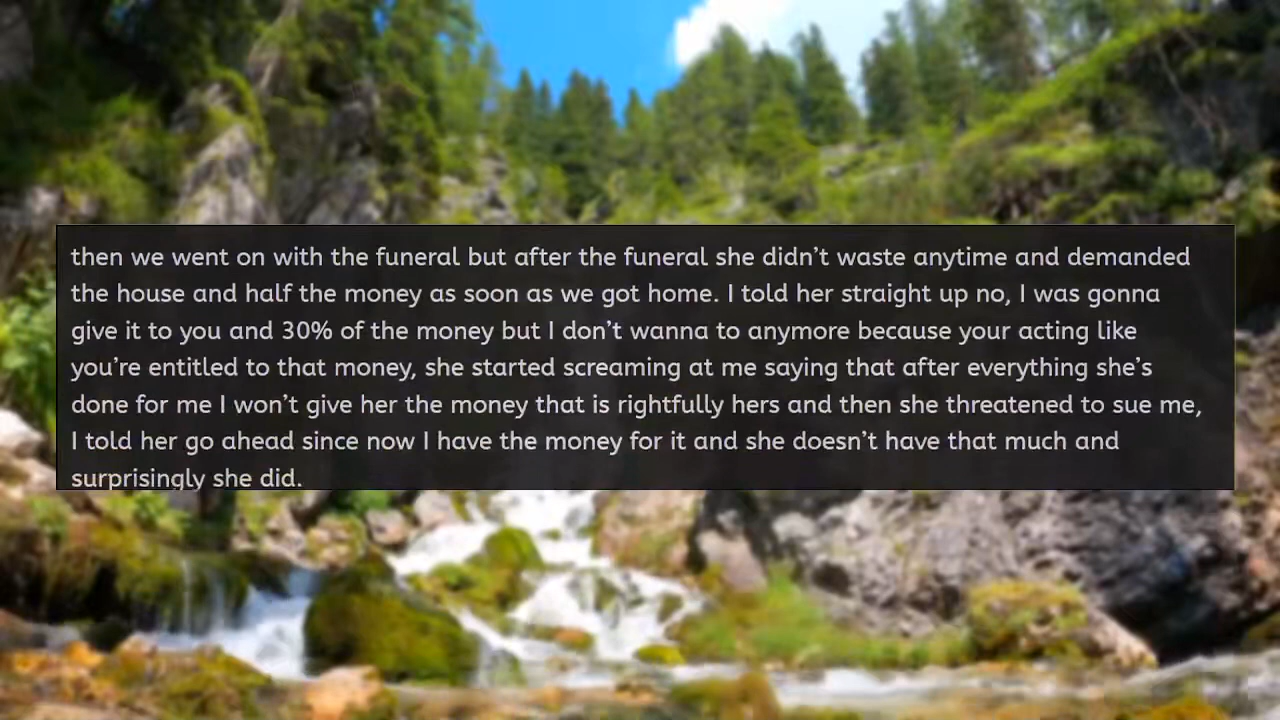 then we went on with the funeral but after the funeral she didn’t waste anytime and demanded
the house and half the money as soon as we got home. I told her straight up no, I was gonna
give it to you and 30% of the money but I don’t wanna to anymore because your acting like
you’re entitled to that money, she started screaming at me saying that after everything she’s
done for me I won’t give her the money that is rightfully hers and then she threatened to sue me,
I told her go ahead since now I have the money for it and she doesn’t have that much and
surprisingly she did.